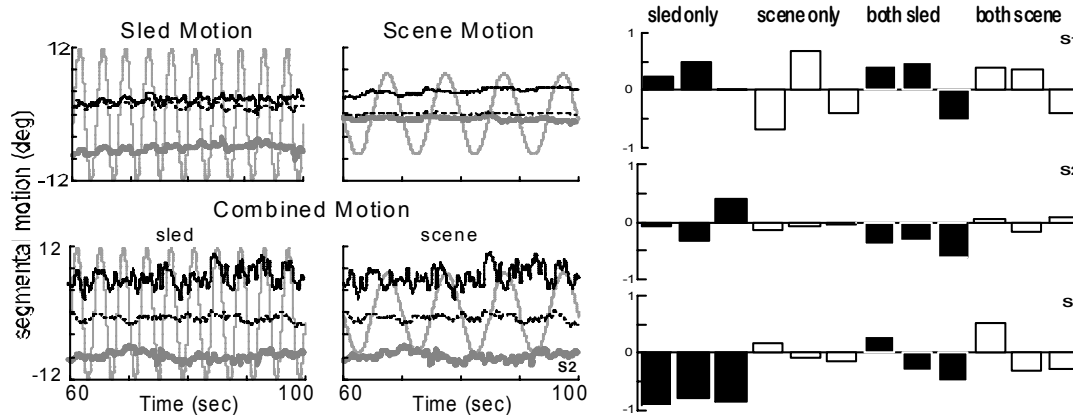 Sled Motion
Scene Motion
segmental motion (deg)
12
-12
Combined Motion
sled
scene
12
-12
S2
60
100
60
100
Time (sec)
Time (sec)
sled only
scene only
both sled
both scene
1
0
-1
1
0
-1
S2
1
0
-1